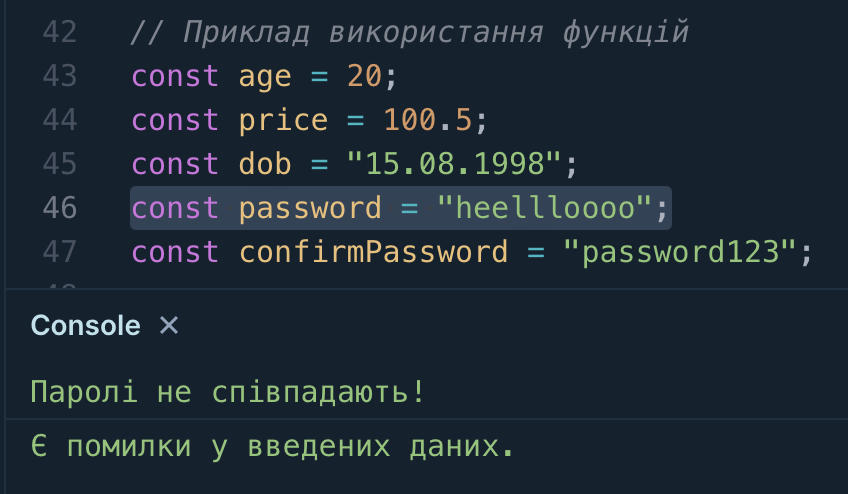 42 // Приклад використання функцій
43 const age = 20;
44 const price = 100.5;
45 const dob = "15.08.1998";
46 const password = "heellloooo";
47 const confirmPassword = "password123";
Console ✕
Паролі не співпадають!
Є помилки у введених даних.